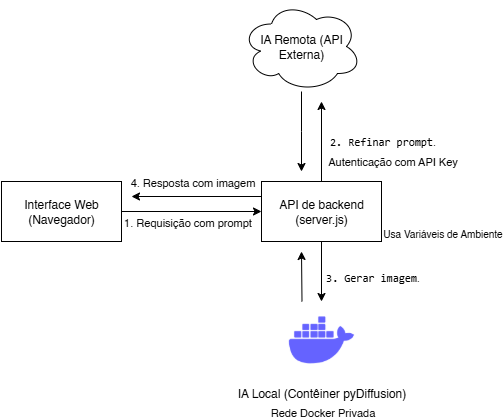 IA Remota (API
Externa)
2. Refinar prompt.
Autenticação com API Key
4. Resposta com imagem
Interface Web
(Navegador)
1. Requisição com prompt
API de backend
(server.js)
Usa Variáveis de Ambiente
3. Gerar imagem.
IA Local (Contêiner pyDiffusion)
Rede Docker Privada